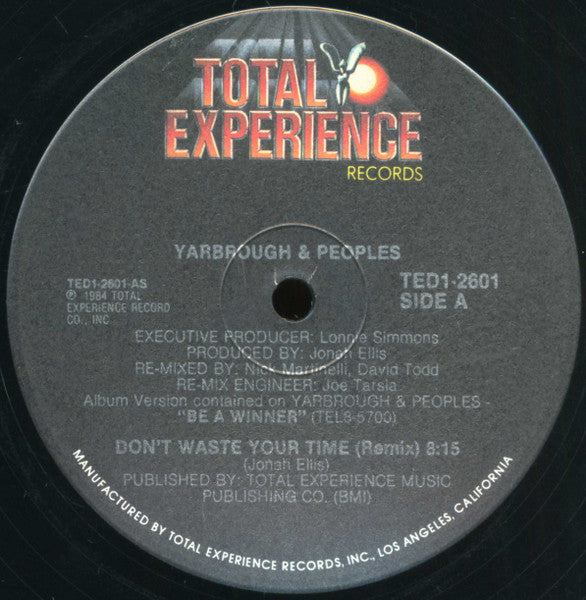 TOTAL
EXPERIENCE
RECORDS
YARBROUGH & PEOPLES
TED1-2601-AS
℗ 1984 TOTAL
EXPERIENCE RECORD
CO., INC
TED1-2601
SIDE A
EXECUTIVE PRODUCER: Lonnie Simmons
PRODUCED BY: Jonah Ellis
RE-MIXED BY: Nick Martinelli, David Todd
RE-MIX ENGINEER: Joe Tarsia
Album Version contained on YARBROUGH & PEOPLES -
"BE A WINNER" (TEL8-5700)
DON'T WASTE YOUR TIME (Remix) 8:15
(Jonah Ellis)
PUBLISHED BY: TOTAL EXPERIENCE MUSIC
PUBLISHING CO. (BMI)
MANUFACTURED BY TOTAL EXPERIENCE RECORDS, INC., LOS ANGELES, CALIFORNIA